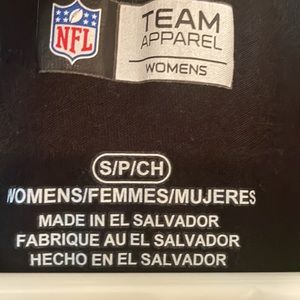 NFL
TEAM
APPAREL
WOMENS
S/P/CH
WOMENS/FEMMES/MUJERES
MADE IN EL SALVADOR
FABRIQUE AU EL SALVADOR
HECHO EN EL SALVADOR